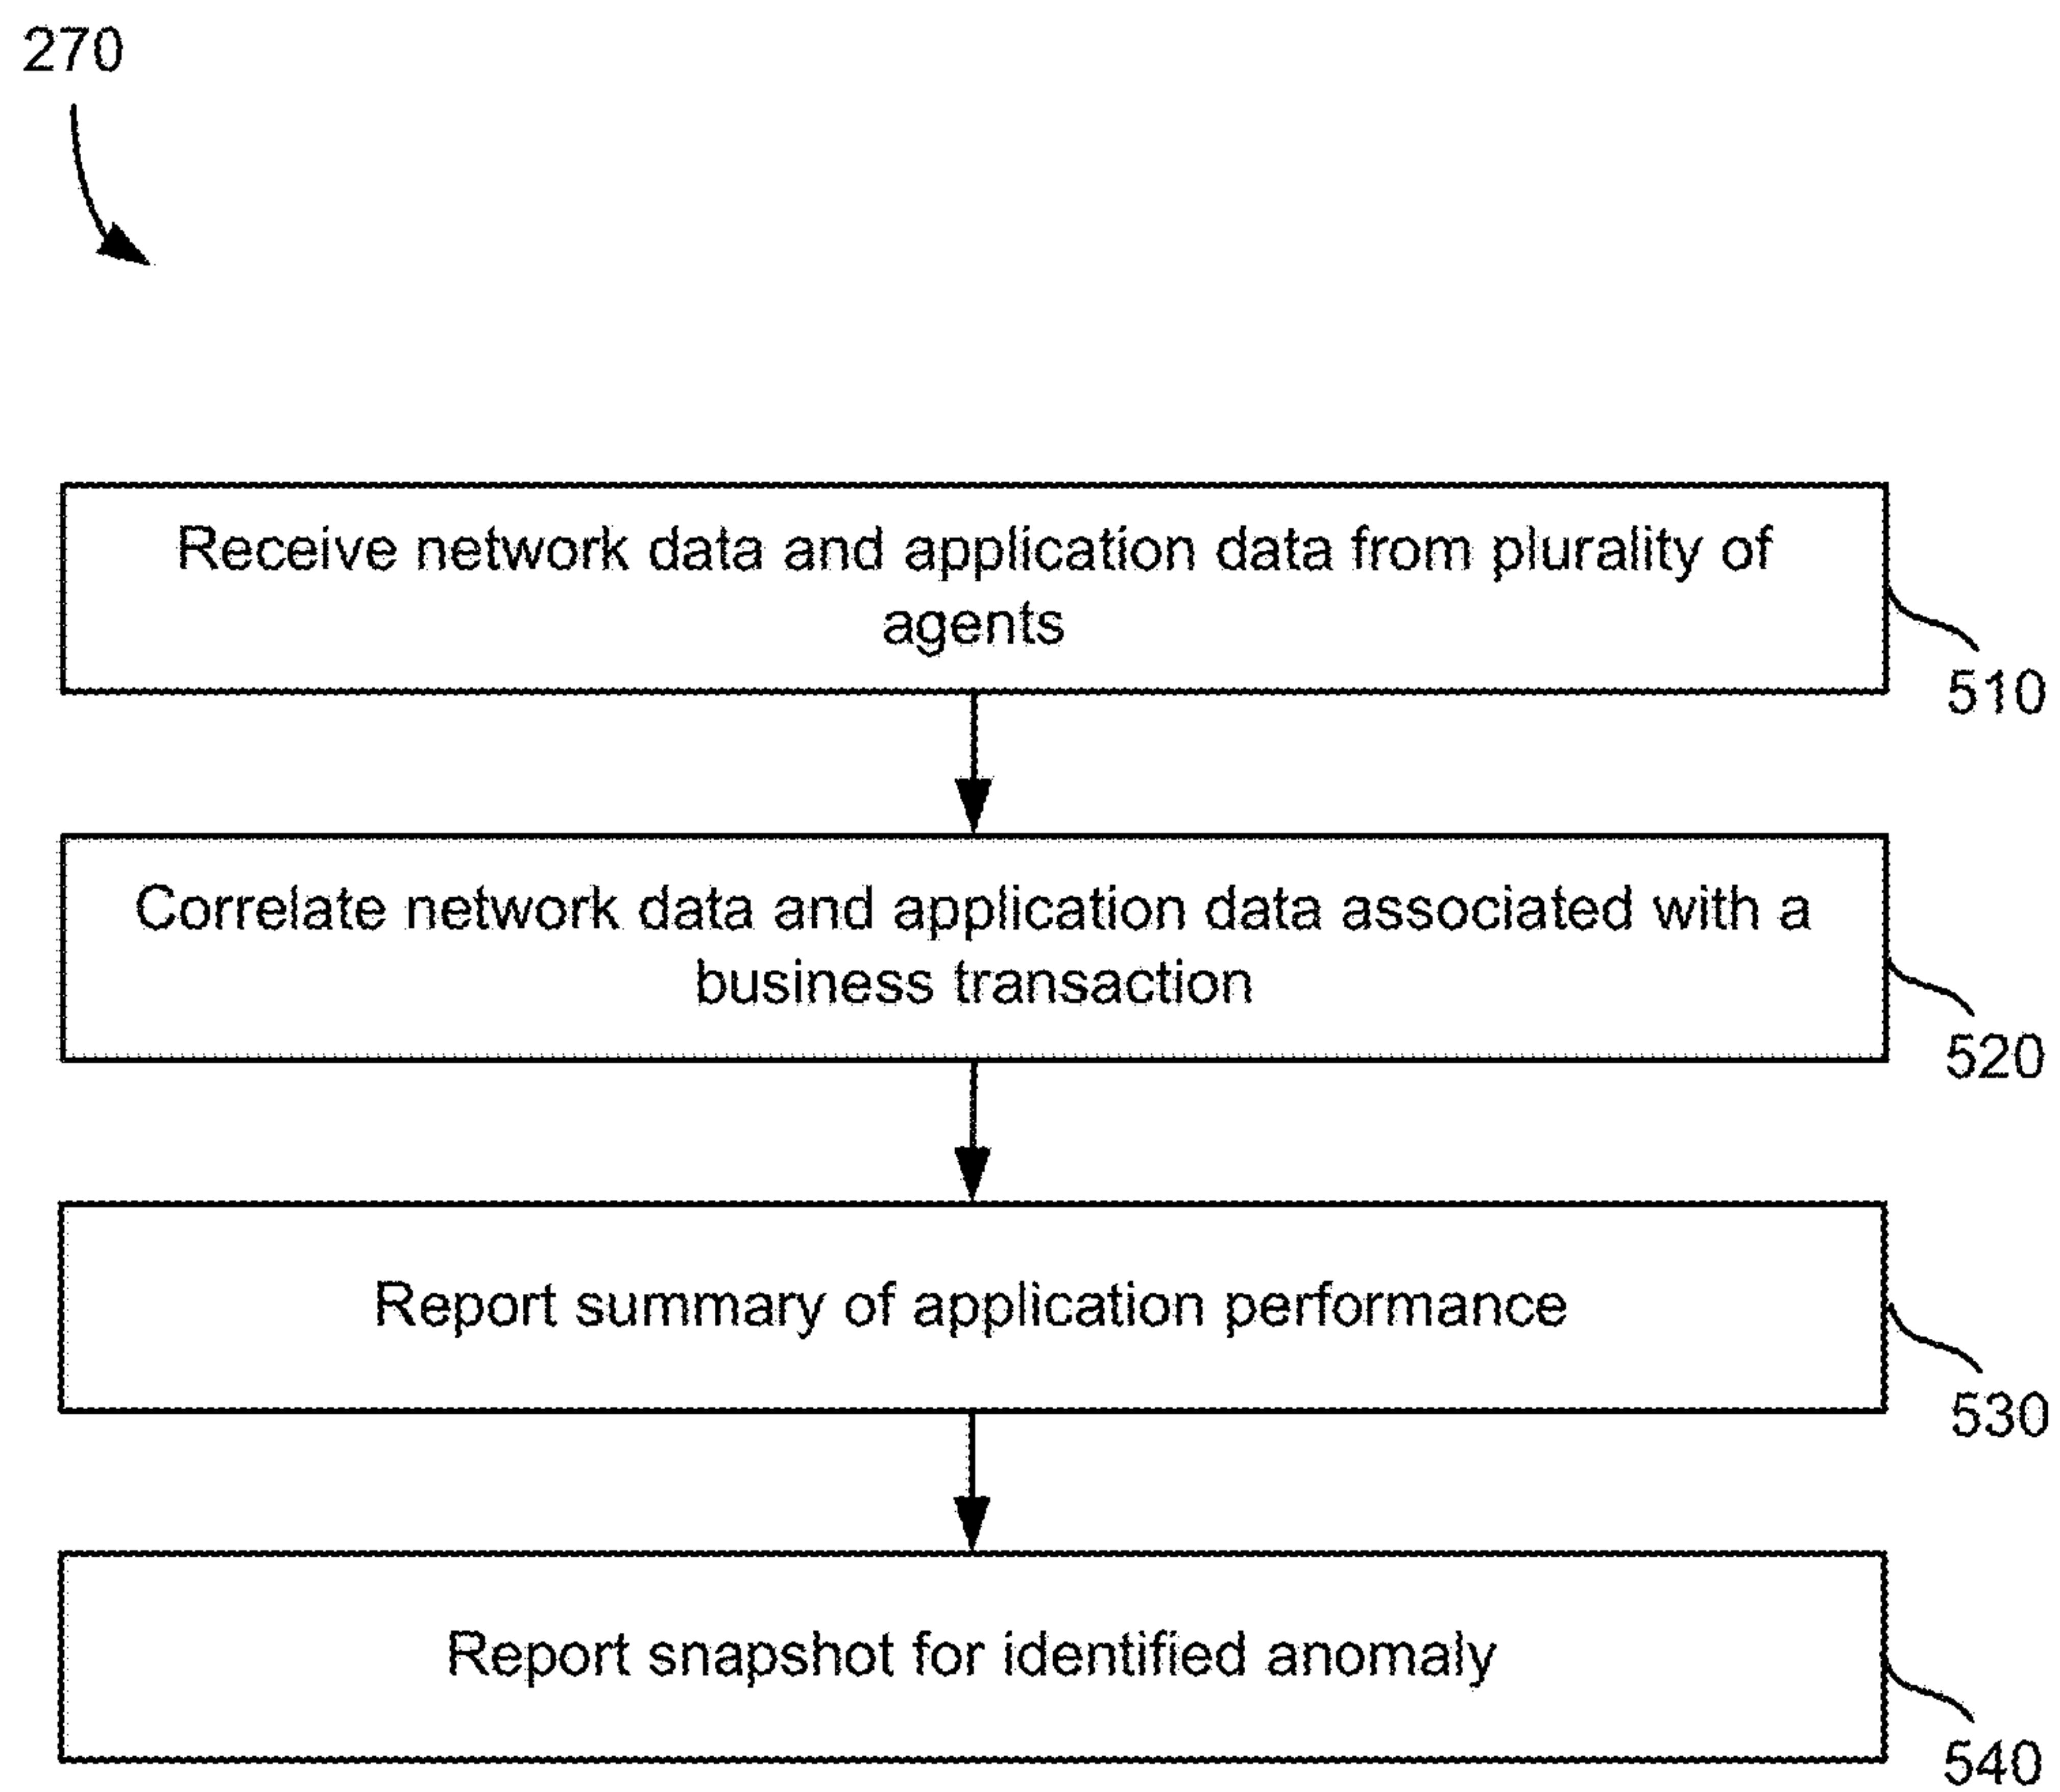 270
Receive network data and application data from plurality of
agents
510
Correlate network data and application data associated with a
business transaction
520
Report summary of application performance
530
Report snapshot for identified anomaly
540